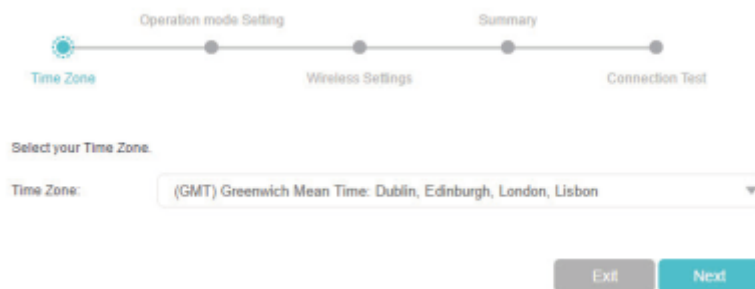 Operation mode Setting
Summary
Time Zone
Wireless Settings
Connection Test
Select your Time Zone.
Time Zone:
(GMT) Greenwich Mean Time: Dublin, Edinburgh, London, Lisbon
Exit
Next